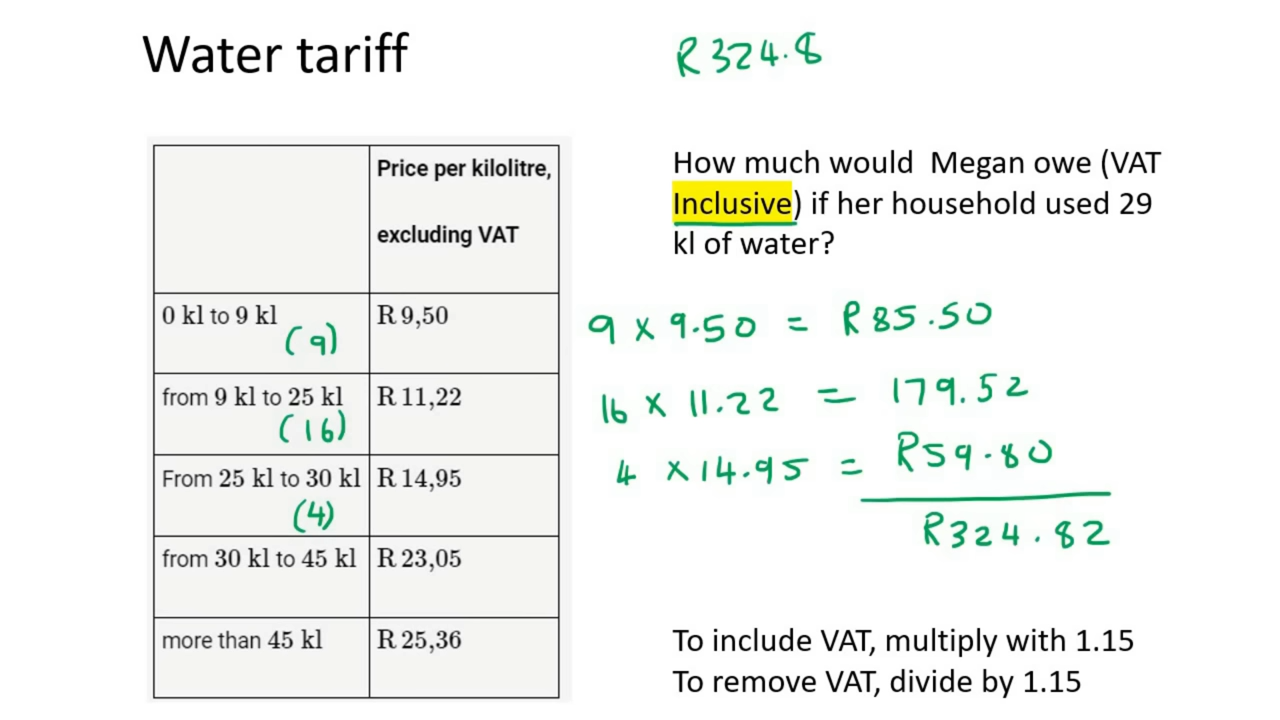 Water tariff
R324.8
Price per kilolitre,
excluding VAT
0 kl to 9 kl
(9)
R 9,50
from 9 kl to 25 kl
(16)
R 11,22
From 25 kl to 30 kl
(4)
R 14,95
from 30 kl to 45 kl
R 23,05
more than 45 kl
R 25,36
How much would Megan owe (VAT
Inclusive) if her household used 29
kl of water?
9 x 9.50 = R85.50
16 x 11.22 = 179.52
4 x 14.95 = R59.80
R324.82
To include VAT, multiply with 1.15
To remove VAT, divide by 1.15